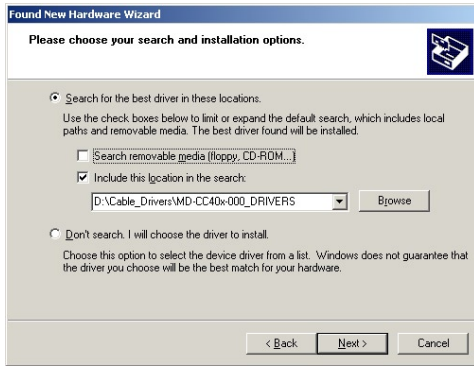 Found New Hardware Wizard
Please choose your search and installation options.
Search for the best driver in these locations.
Use the check boxes below to limit or expand the default search, which includes local
paths and removable media. The best driver found will be installed.
Search removable media (floppy, CD-ROM...)
Include this location in the search:
D:\Cable_Drivers\MD-CC40x-000_DRIVERS
Browse
Don't search. I will choose the driver to install.
Choose this option to select the device driver from a list. Windows does not guarantee that
the driver you choose will be the best match for your hardware.
< Back
Next >
Cancel